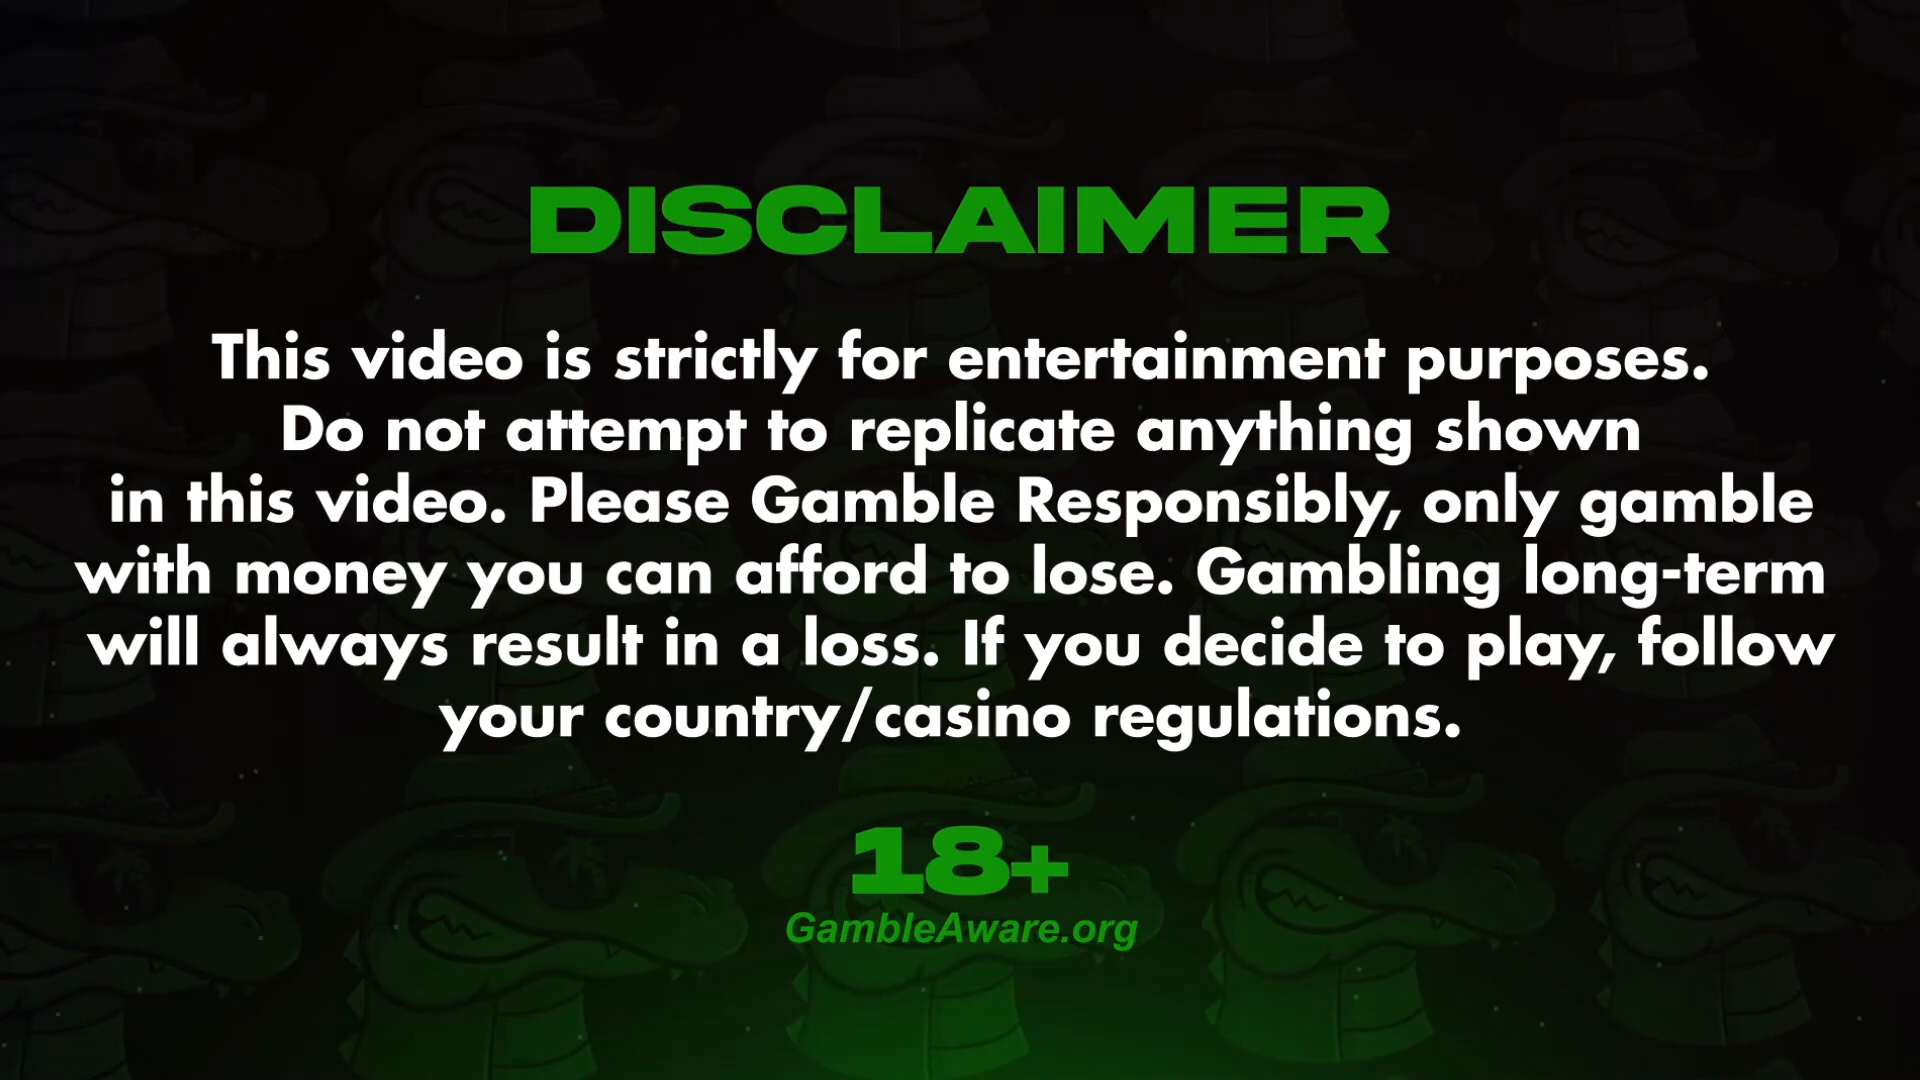 DISCLAIMER
This video is strictly for entertainment purposes.
Do not attempt to replicate anything shown
in this video. Please Gamble Responsibly, only gamble
with money you can afford to lose. Gambling long-term
will always result in a loss. If you decide to play, follow
your country/casino regulations.
18+
GambleAware.org